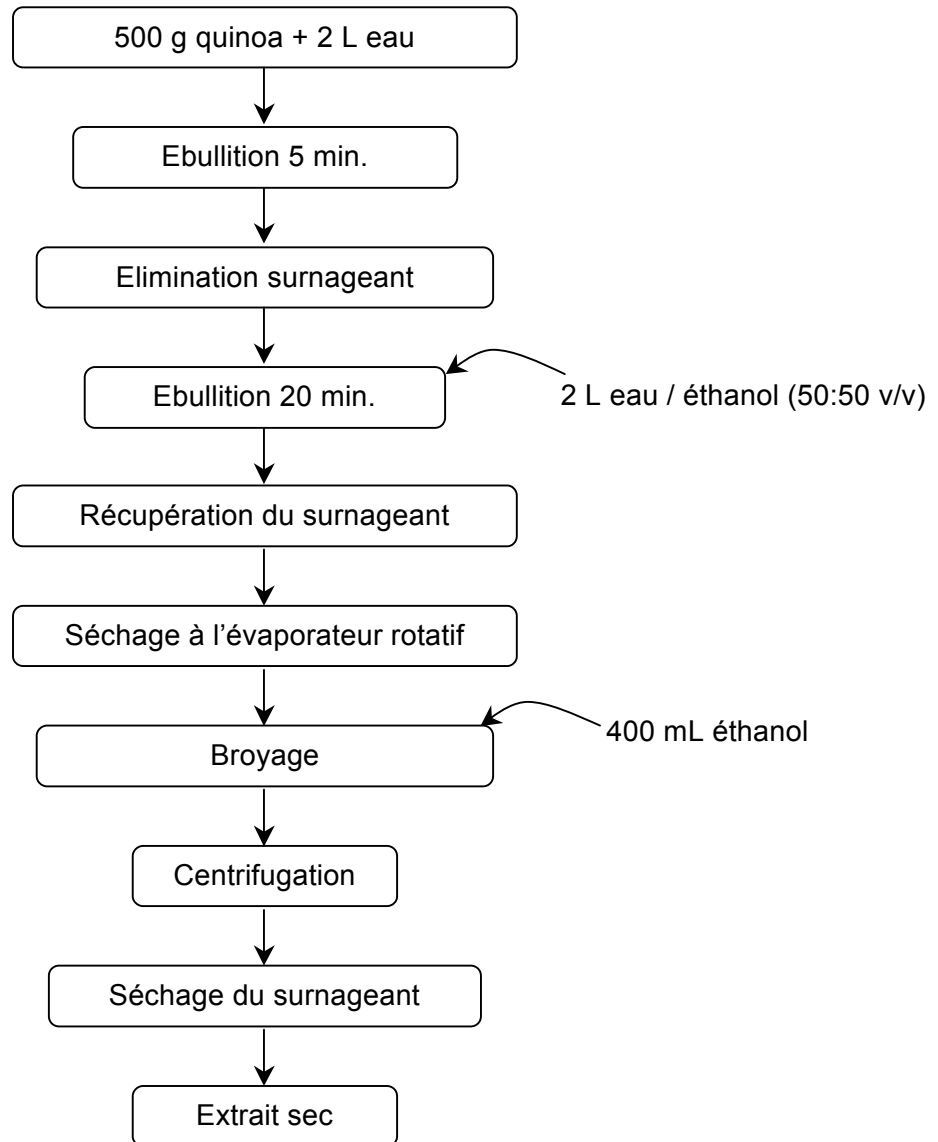 500 g quinoa + 2 L eau
Ebullition 5 min.
Elimination surnageant
Ebullition 20 min.
2 L eau / éthanol (50:50 v/v)
Récupération du surnageant
Séchage à l’évaporateur rotatif
400 mL éthanol
Broyage
Centrifugation
Séchage du surnageant
Extrait sec